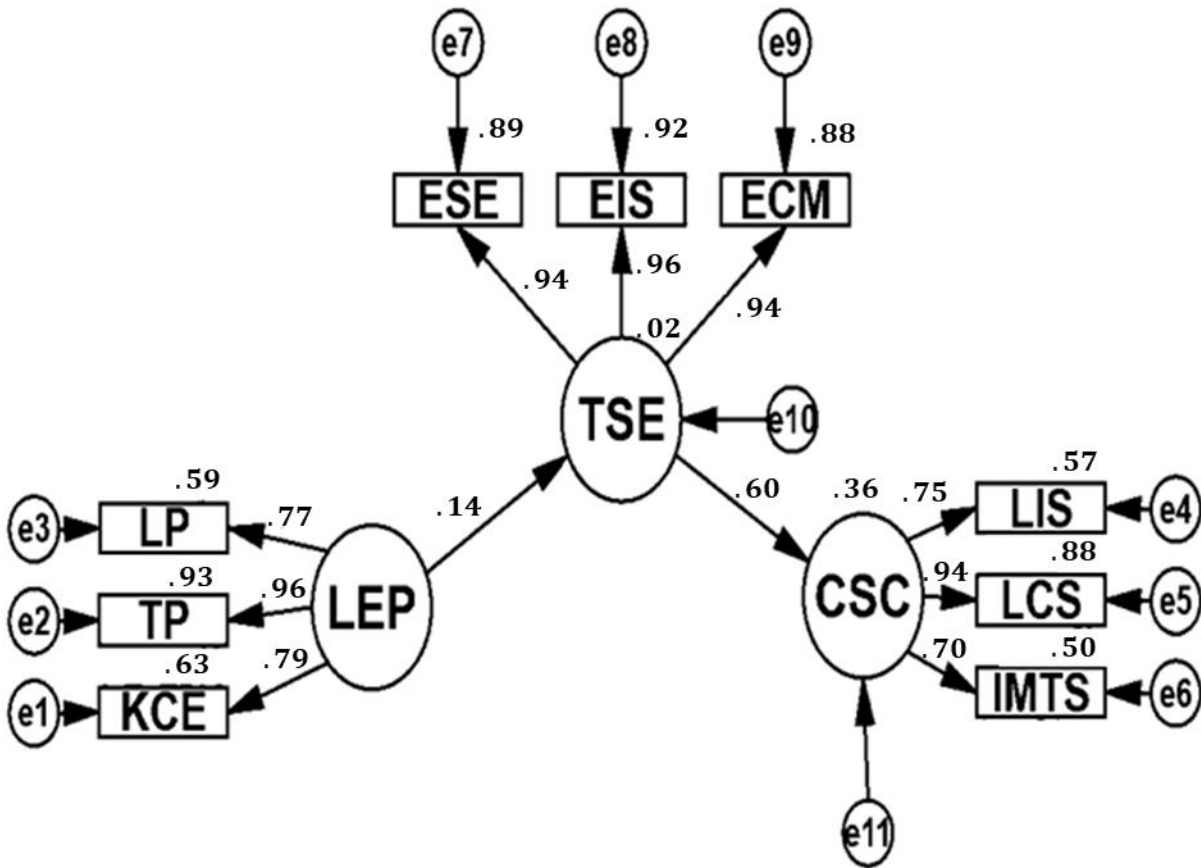 e7 e8 e9
.89 .92 .88
ESE EIS ECM
.94 .96 .94
.02
TSE e10
.59 .57
e3 LP .77 .14 .60 .36 .75 LIS e4
.93 .88
e2 TP .96 LEP CSC .94 LCS e5
.63 .79 .70 .50
e1 KCE IMTS e6
e11